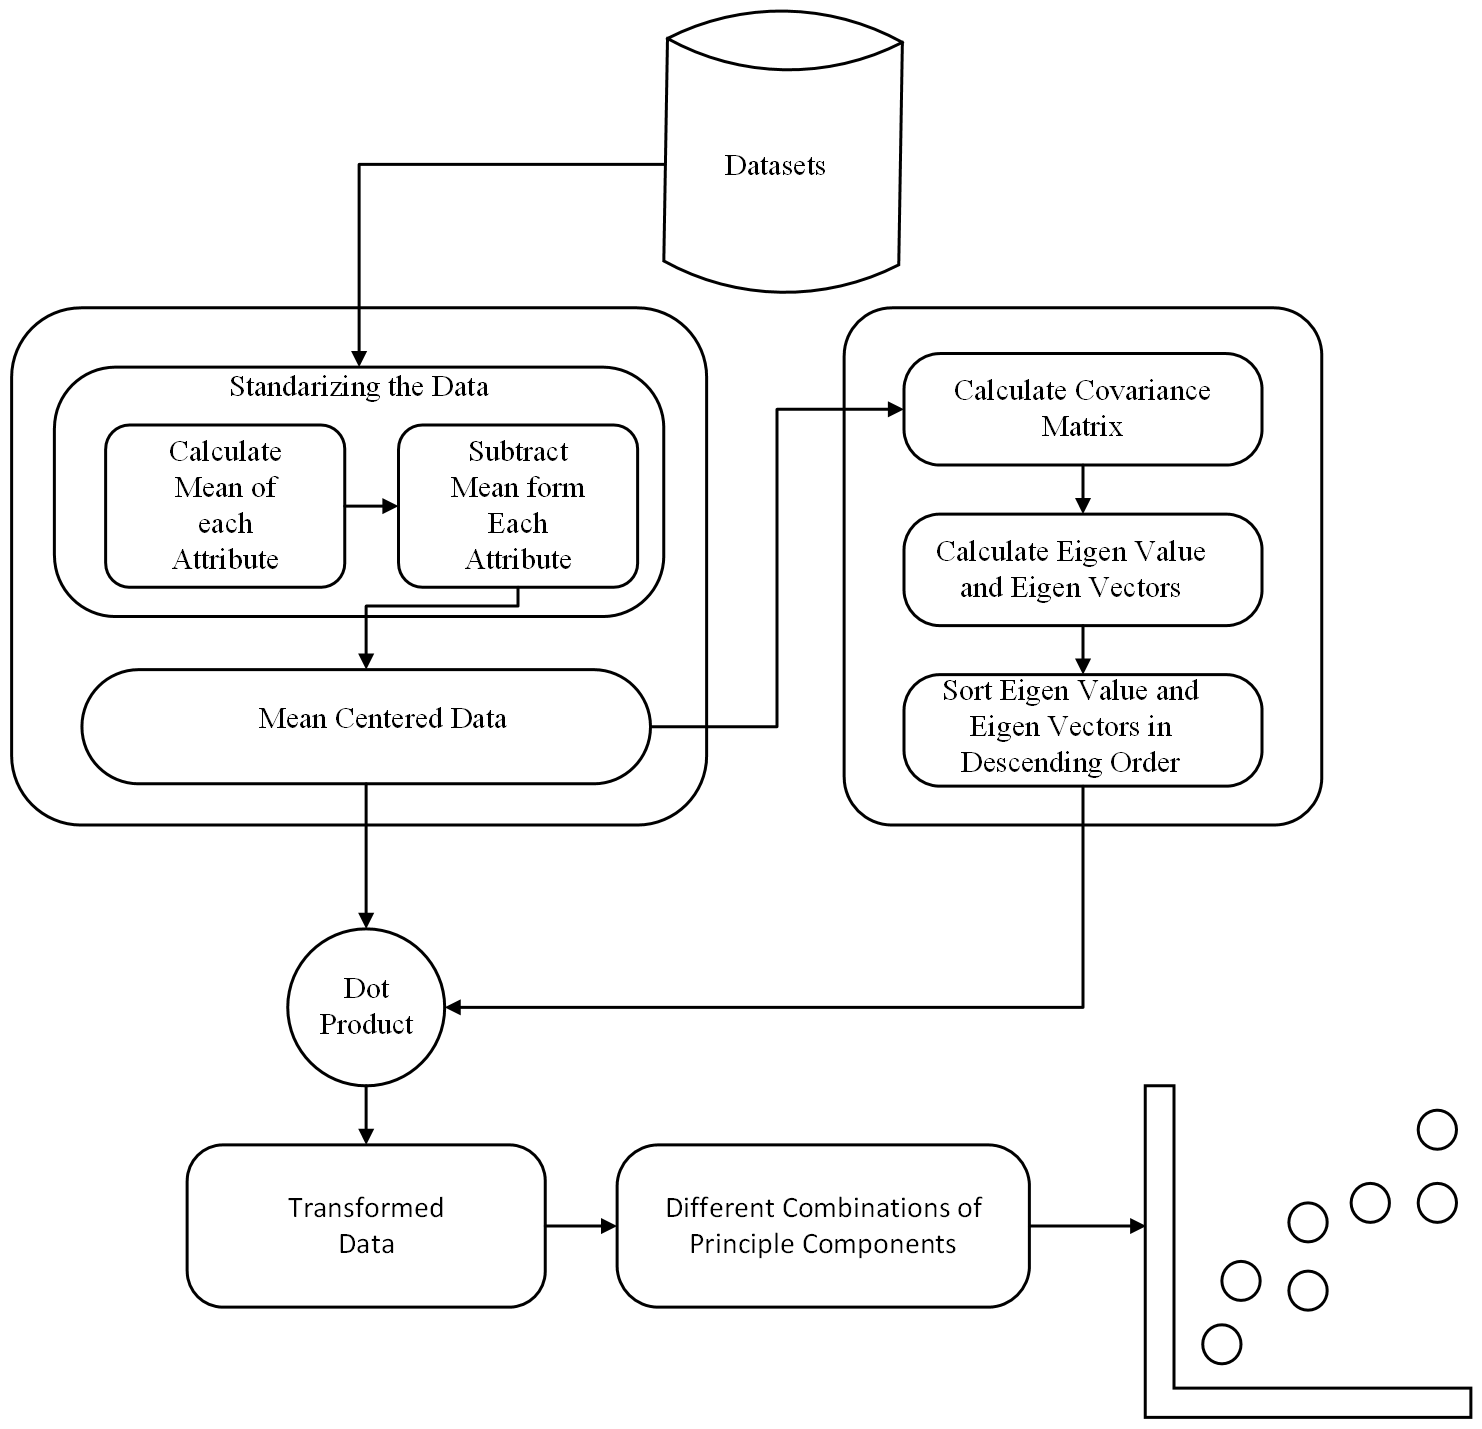 Datasets
Standarizing the Data
Calculate
Mean of
each
Attribute
Subtract
Mean form
Each
Attribute
Mean Centered Data
Calculate Covariance
Matrix
Calculate Eigen Value
and Eigen Vectors
Sort Eigen Value and
Eigen Vectors in
Descending Order
Dot
Product
Transformed
Data
Different Combinations of
Principle Components